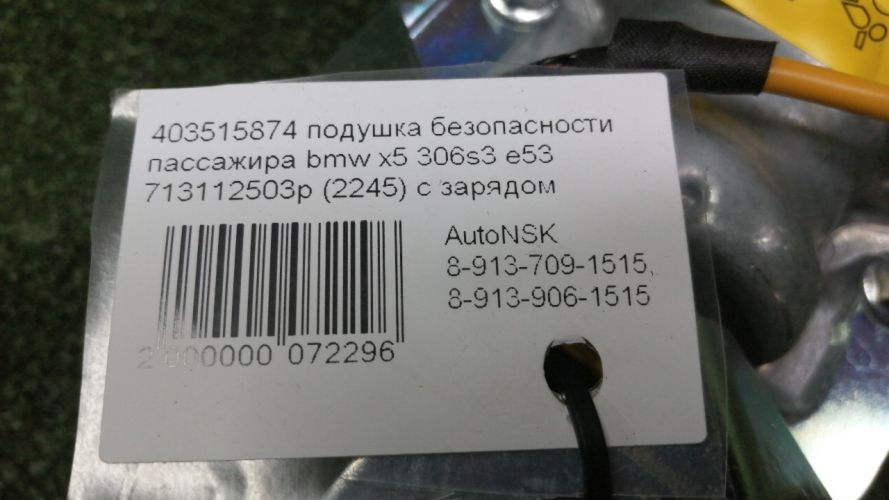 403515874 подушка безопасности
пассажира bmw x5 306s3 e53
713112503p (2245) с зарядом
AutoNSK
8-913-709-1515,
8-913-906-1515
2 000000 072296